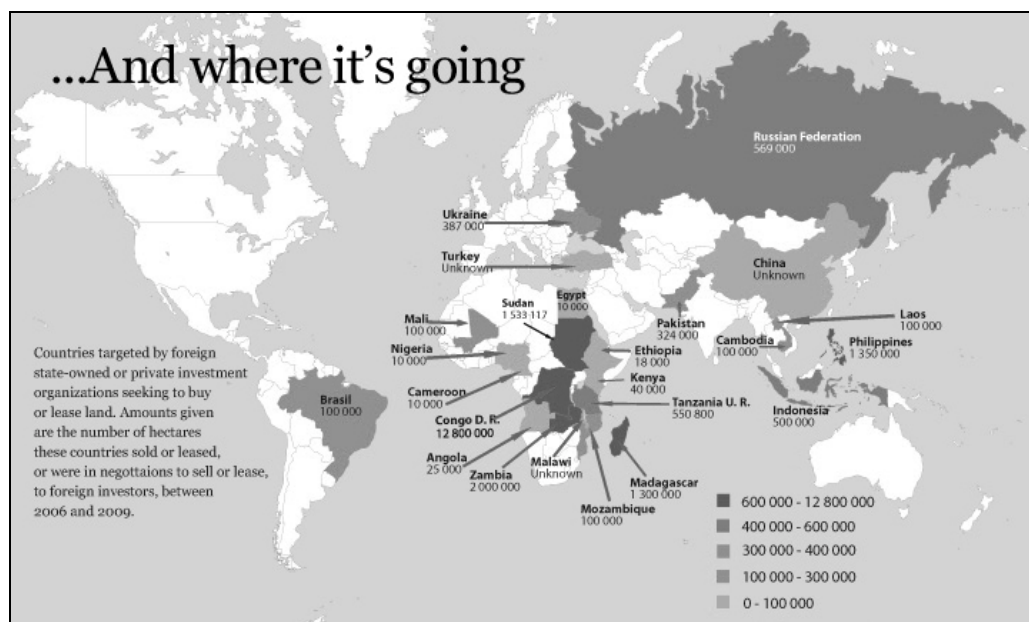 ...And where it's going
Russian Federation
569 000
Ukraine
387 000
Turkey
Unknown
China
Unknown
Egypt
10 000
Sudan
1 533 117
Mali
100 000
Pakistan
324 000
Laos
100 000
Cambodia
100 000
Philippines
1 350 000
Nigeria
10 000
Ethiopia
18 000
Cameroon
10 000
Kenya
40 000
Brasil
100 000
Congo D. R.
12 800 000
Tanzania U. R.
550 800
Indonesia
500 000
Angola
25 000
Zambia
2 000 000
Malawi
Unknown
Madagascar
1 300 000
Mozambique
100 000
Countries targeted by foreign
state-owned or private investment
organizations seeking to buy
or lease land. Amounts given
are the number of hectares
these countries sold or leased,
or were in negottaions to sell or lease,
to foreign investors, between
2006 and 2009.
600 000 - 12 800 000
400 000 - 600 000
300 000 - 400 000
100 000 - 300 000
0 - 100 000